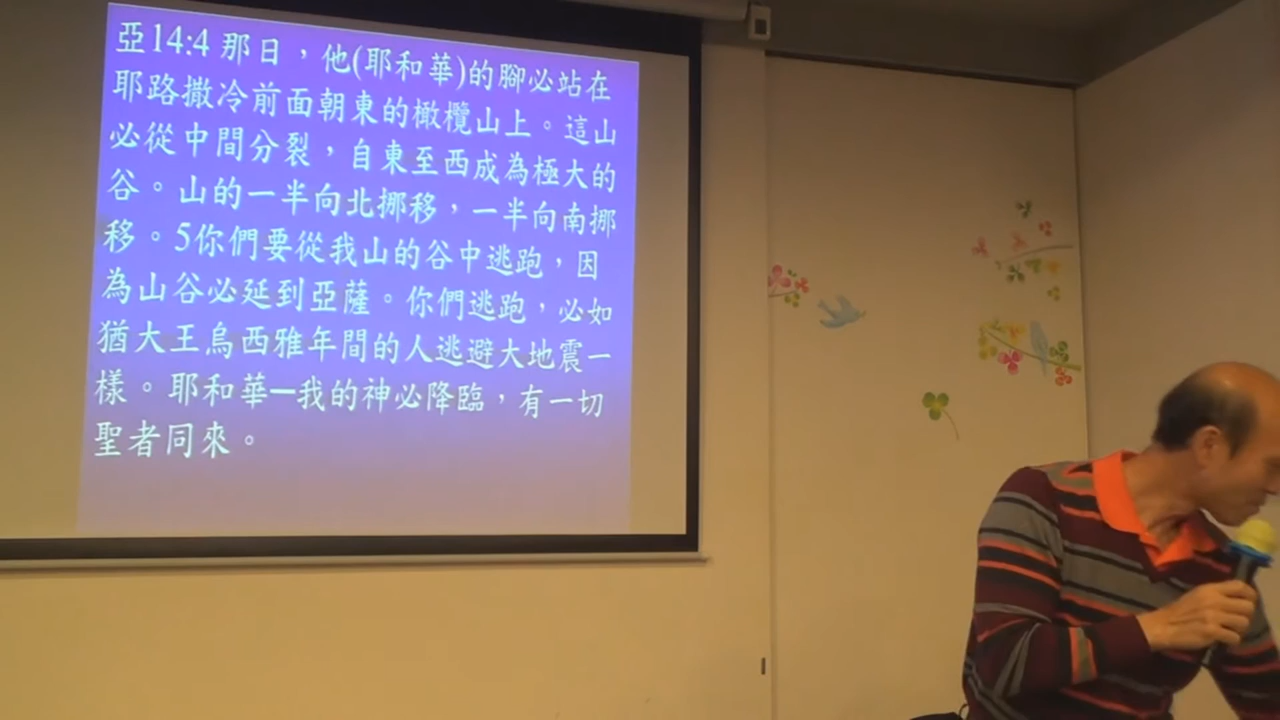 亞14:4 那日，他(耶和華)的腳必站在
耶路撒冷前面朝東的橄欖山上。這山
必從中間分裂，自東至西成為極大的
谷。山的一半向北挪移，一半向南挪
移。5你們要從我山的谷中逃跑，因
為山谷必延到亞薩。你們逃跑，必如
猶大王烏西雅年間的人逃避大地震一
樣。耶和華─我的神必降臨，有一切
聖者同來。